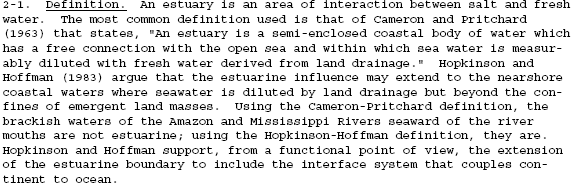 2-1. Definition. An estuary is an area of interaction between salt and fresh
water. The most common definition used is that of Cameron and Pritchard
(1963) that states, "An estuary is a semi-enclosed coastal body of water which
has a free connection with the open sea and within which sea water is measur-
ably diluted with fresh water derived from land drainage." Hopkinson and
Hoffman (1983) argue that the estuarine influence may extend to the nearshore
coastal waters where seawater is diluted by land drainage but beyond the con-
fines of emergent land masses. Using the Cameron-Pritchard definition, the
brackish waters of the Amazon and Mississippi Rivers seaward of the river
mouths are not estuarine; using the Hopkinson-Hoffman definition, they are.
Hopkinson and Hoffman support, from a functional point of view, the extension
of the estuarine boundary to include the interface system that couples con-
tinent to ocean.